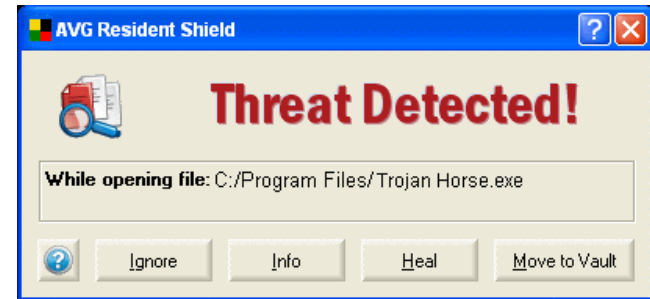 AVG Resident Shield
Threat Detected!
While opening file: C:/Program Files/Trojan Horse.exe
Ignore Info Heal Move to Vault